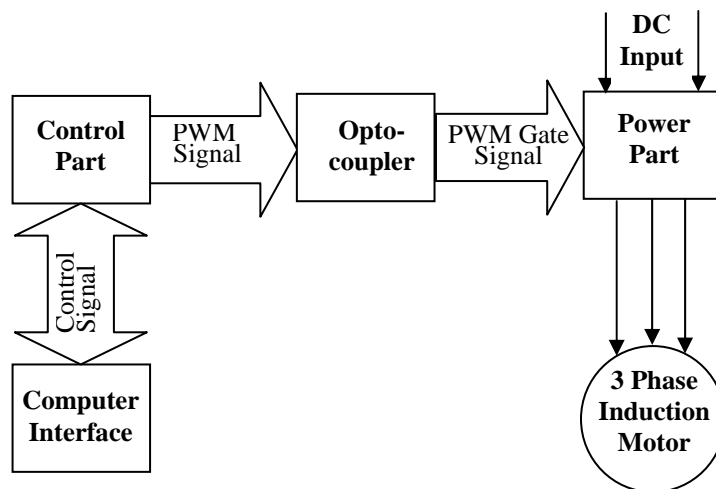 DC
Input
Control
Part
PWM
Signal
Opto-
coupler
PWM Gate
Signal
Power
Part
Control
Signal
Computer
Interface
3 Phase
Induction
Motor